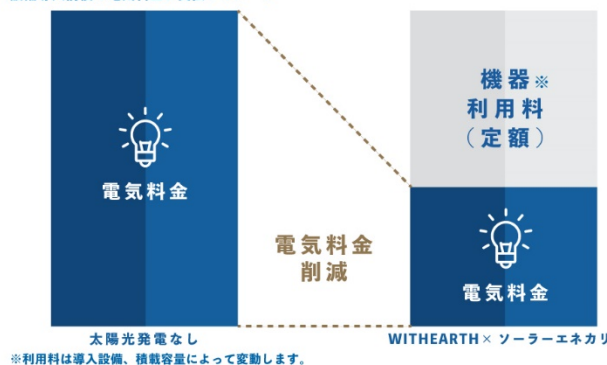 電気料金
機器※
利用料
(定額)
電気料金
削減
電気料金
太陽光発電なし
WITHEARTH× ソーラーエネカリ
※利用料は導入設備、積載容量によって変動します。